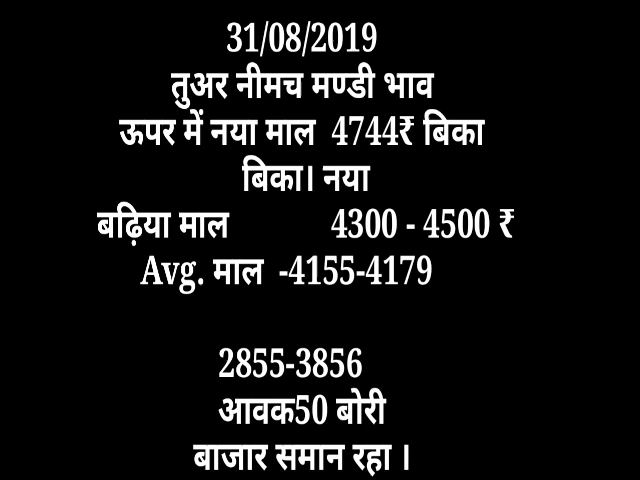 31/08/2019
तुअर नीमच मण्डी भाव
ऊपर में नया माल 4744₹ बिका
बिका। नया
बढ़िया माल 4300 - 4500 ₹
Avg. माल -4155-4179
2855-3856
आवक50 बोरी
बाजार समान रहा ।